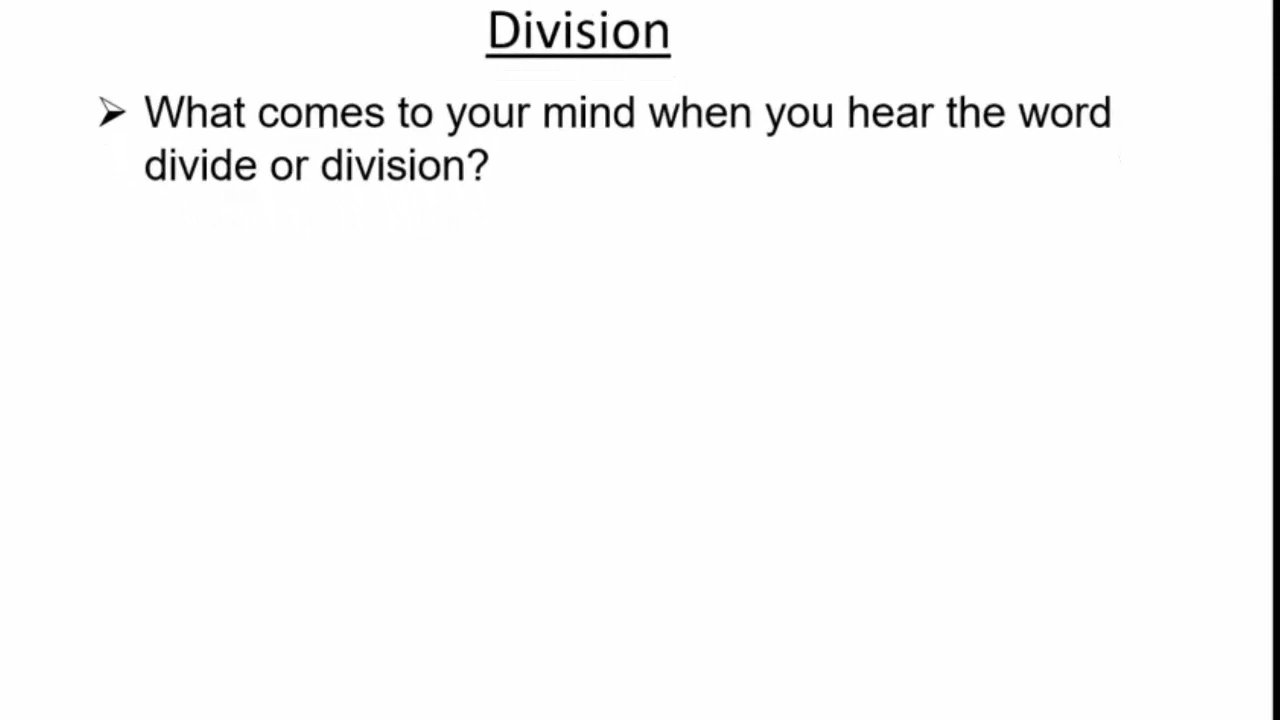 Division
➢ What comes to your mind when you hear the word
divide or division?